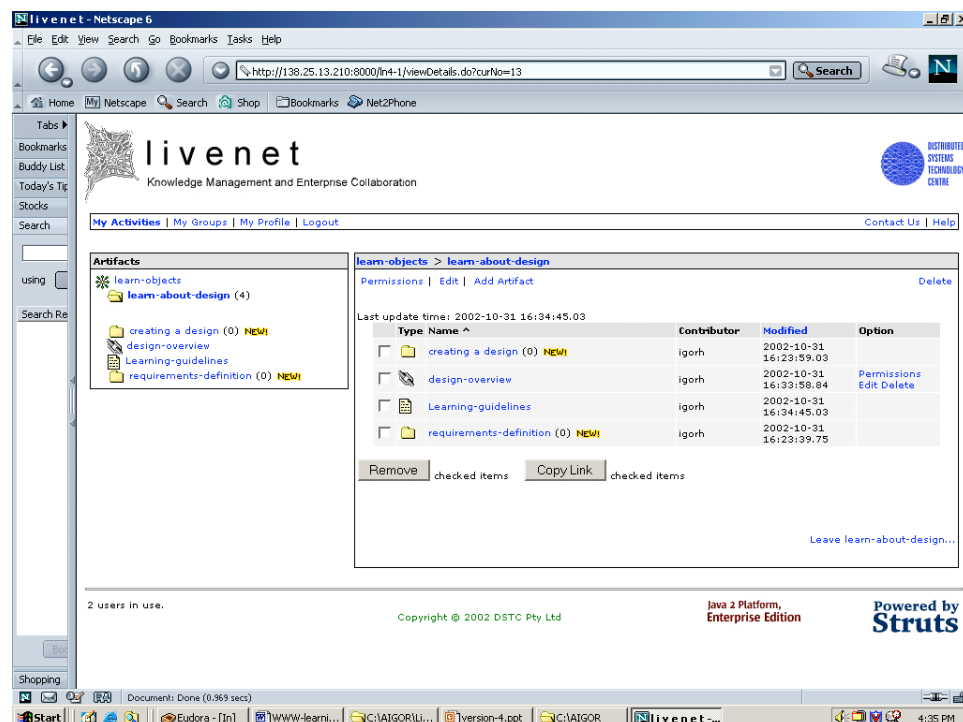 livenet - Netscape 6
File Edit View Search Go Bookmarks Tasks Help
http://138.25.13.210:8000/ln4-1/viewDetails.do?curNo=13
Search
N
Home My Netscape Search Shop Bookmarks Net2Phone
Tabs
Bookmarks
Buddy List
Today's Tip
Stocks
Search
using
Search Re
Boo
Shopping
livenet
Knowledge Management and Enterprise Collaboration
DISTRIBUTED
SYSTEMS
TECHNOLOGY
CENTRE
My Activities | My Groups | My Profile | Logout
Contact Us | Help
Artifacts
learn-objects
learn-about-design (4)
creating a design (0) NEW!
design-overview
Learning-guidelines
requirements-definition (0) NEW!
learn-objects > learn-about-design
Permissions | Edit | Add Artifact
Delete
Last update time: 2002-10-31 16:34:45.03
Type Name ^ Contributor Modified Option
creating a design (0) NEW! igorh 2002-10-31 16:23:59.03
design-overview igorh 2002-10-31 16:33:58.84 Permissions Edit Delete
Learning-guidelines igorh 2002-10-31 16:34:45.03
requirements-definition (0) NEW! igorh 2002-10-31 16:23:39.75
Remove checked items Copy Link checked items
Leave learn-about-design...
2 users in use.
Copyright © 2002 DSTC Pty Ltd
Java 2 Platform,
Enterprise Edition
Powered by
Struts
Document: Done (0.969 secs)
Start Eudora - [In] WWW-learni... C:\AIGOR\Li... version-4.ppt C:\AIGOR livenet -... 4:35 PM